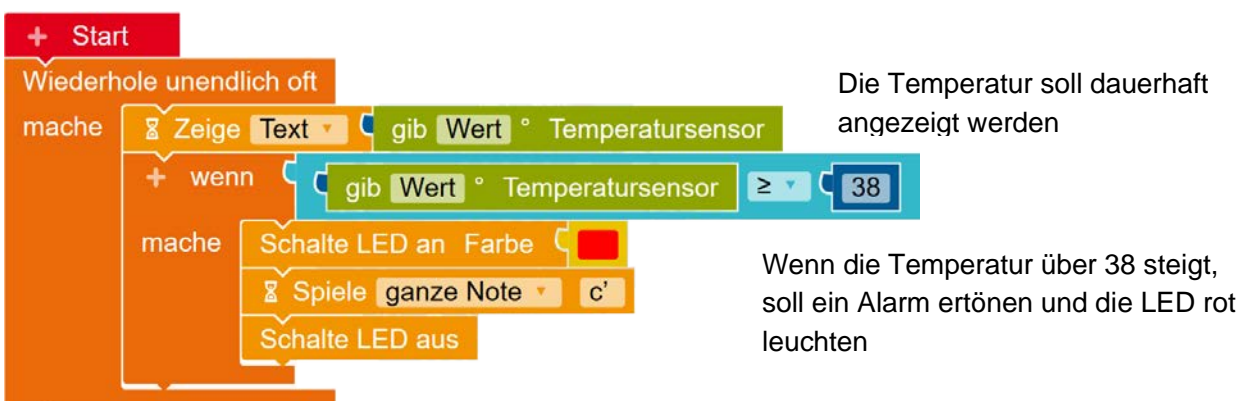 + Start
Wiederhole unendlich oft
Die Temperatur soll dauerhaft
angezeigt werden
mache Zeige Text gib Wert ° Temperatursensor
+ wenn gib Wert ° Temperatursensor ≥ 38
mache Schalte LED an Farbe
Spiele ganze Note c’
Schalte LED aus
Wenn die Temperatur über 38 steigt,
soll ein Alarm ertönen und die LED rot
leuchten